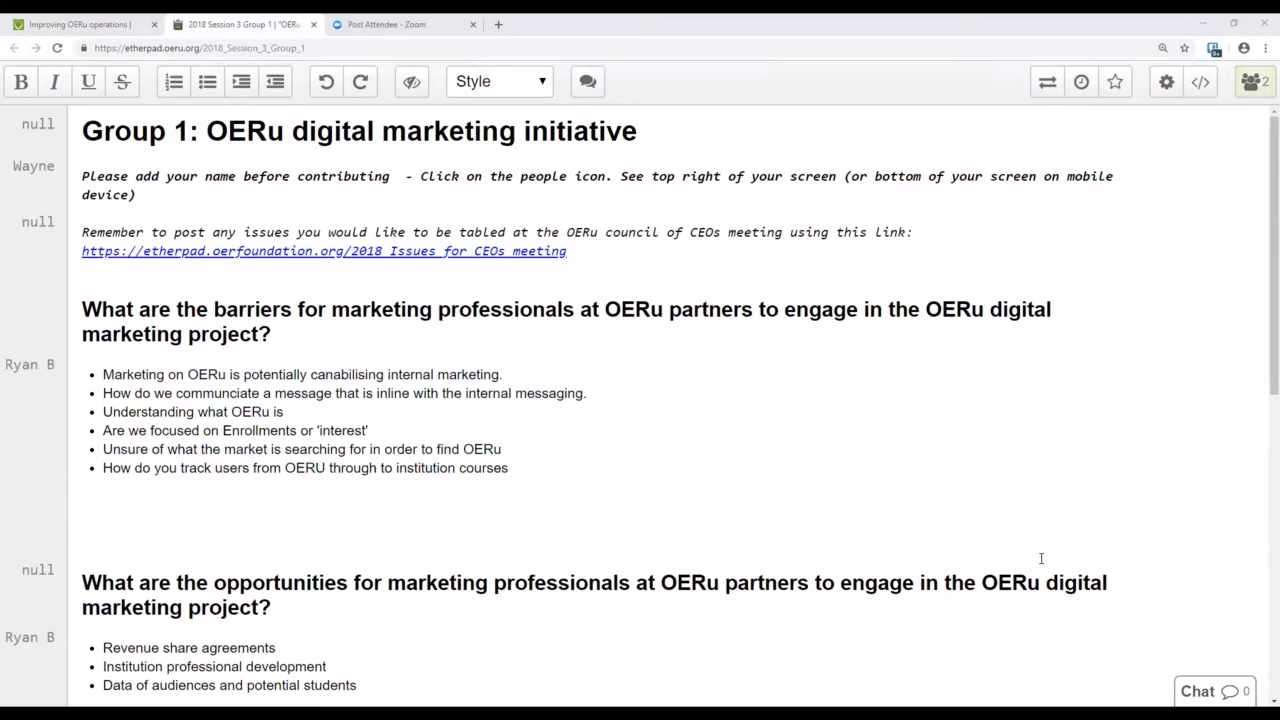 Improving OERu operations |
2018 Session 3 Group 1 | "OERu
Post Attendee - Zoom
https://etherpad.oeru.org/2018_Session_3_Group_1
B I U S
Style
2
null
Group 1: OERu digital marketing initiative
Wayne
Please add your name before contributing - Click on the people icon. See top right of your screen (or bottom of your screen on mobile
device)
null
Remember to post any issues you would like to be tabled at the OERu council of CEOs meeting using this link:
https://etherpad.oerfoundation.org/2018_Issues_for_CEOs_meeting
What are the barriers for marketing professionals at OERu partners to engage in the OERu digital
marketing project?
Ryan B
• Marketing on OERu is potentially canabilising internal marketing.
• How do we communciate a message that is inline with the internal messaging.
• Understanding what OERu is
• Are we focused on Enrollments or 'interest'
• Unsure of what the market is searching for in order to find OERu
• How do you track users from OERU through to institution courses
null
What are the opportunities for marketing professionals at OERu partners to engage in the OERu digital
marketing project?
Ryan B
• Revenue share agreements
• Institution professional development
• Data of audiences and potential students
Chat 0